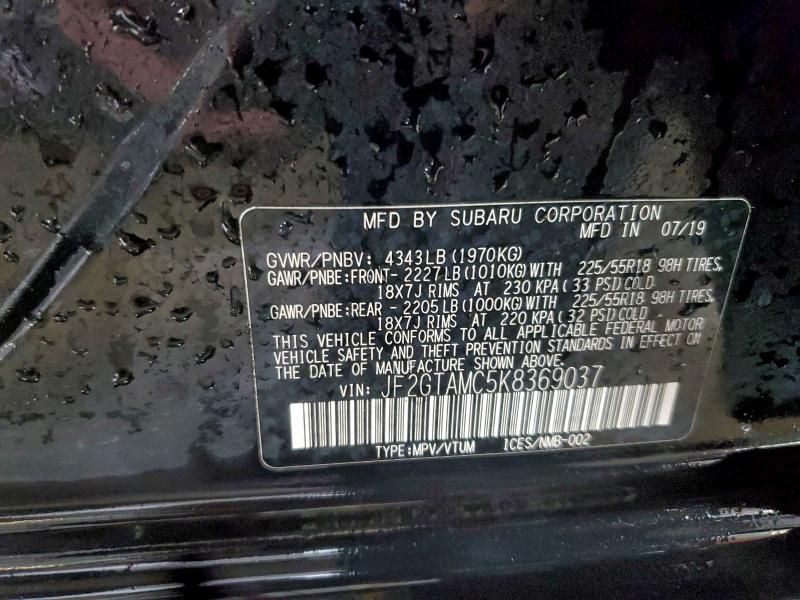 MFD BY SUBARU CORPORATION
MFD IN 07/19
GVWR/PNBV: 4343LB (1970KG)
GAWR/PNBE:FRONT- 2227LB (1010KG)WITH 225/55R18 98H TIRES,
18X7J RIMS AT 230 KPA( 33 PSI) COLD
GAWR/PNBE:REAR - 2205LB (1000KG)WITH 225/55R18 98H TIRES,
18X7J RIMS AT 220 KPA( 32 PSI)COLD
THIS VEHICLE CONFORMS TO ALL APPLICABLE FEDERAL MOTOR
VEHICLE SAFETY AND THEFT PREVENTION STANDARDS IN EFFECT ON
THE DATE OF MANUFACTURE SHOWN ABOVE.
VIN: JF2GTAMC5K8369037
TYPE:MPV/VTUM ICES/NMB-002